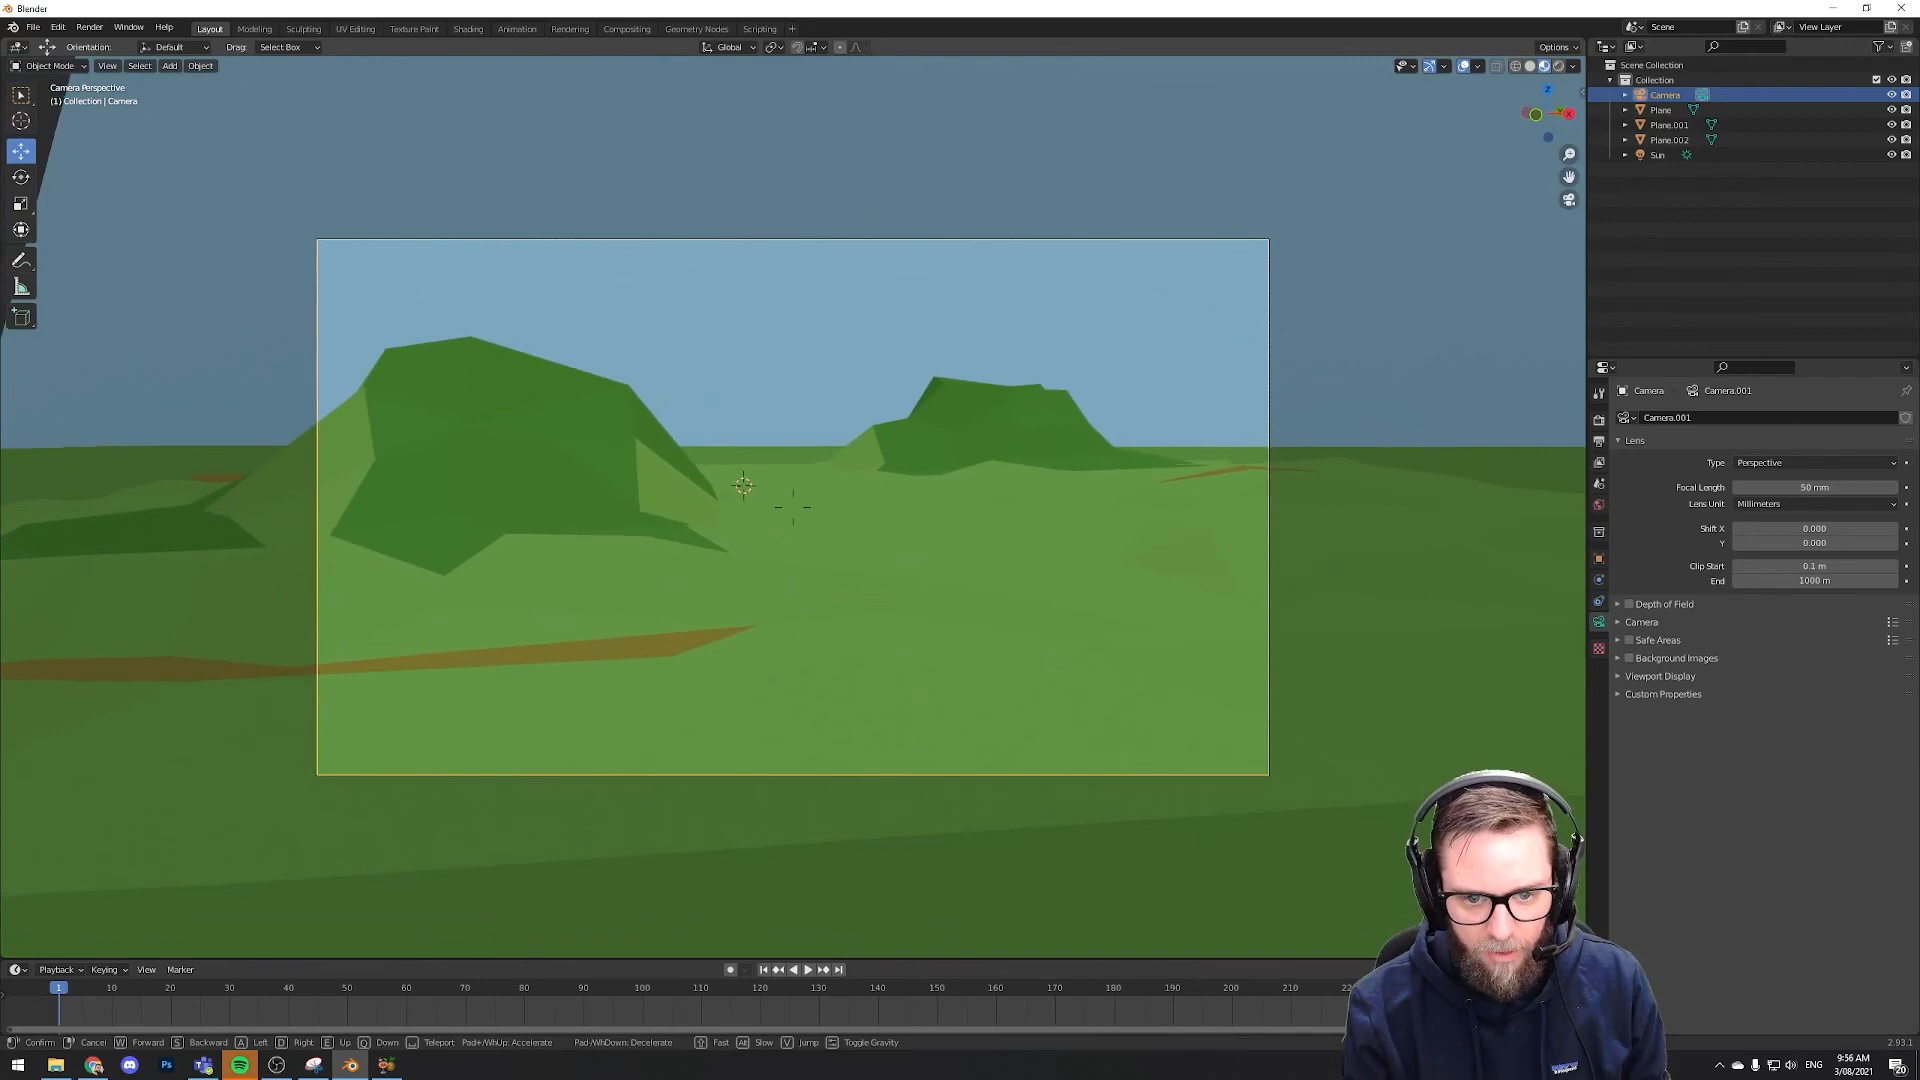 Blender
File Edit Render Window Help Layout Modeling Sculpting UV Editing Texture Paint Shading Animation Rendering Compositing Geometry Nodes Scripting + Scene View Layer
Orientation: Default Drag: Select Box Global Options
Object Mode View Select Add Object
Camera Perspective
(1) Collection | Camera
Z
Y X
Scene Collection
Collection
Camera
Plane
Plane.001
Plane.002
Sun
Camera Camera.001
Camera.001
Lens
Type Perspective
Focal Length 50 mm
Lens Unit Millimeters
Shift X 0.000
Y 0.000
Clip Start 0.1 m
End 1000 m
Depth of Field
Camera
Safe Areas
Background Images
Viewport Display
Custom Properties
Playback Keying View Marker
1 10 20 30 40 50 60 70 80 90 100 110 120 130 140 150 160 170 180 190 200 210
Confirm Cancel W Forward S Backward A Left D Right E Up Q Down Teleport Pad+/WhUp: Accelerate Pad-/WhDown: Decelerate Fast Alt Slow V Jump Toggle Gravity 2.93.1
Ps ENG 9:56 AM
3/08/2021 20